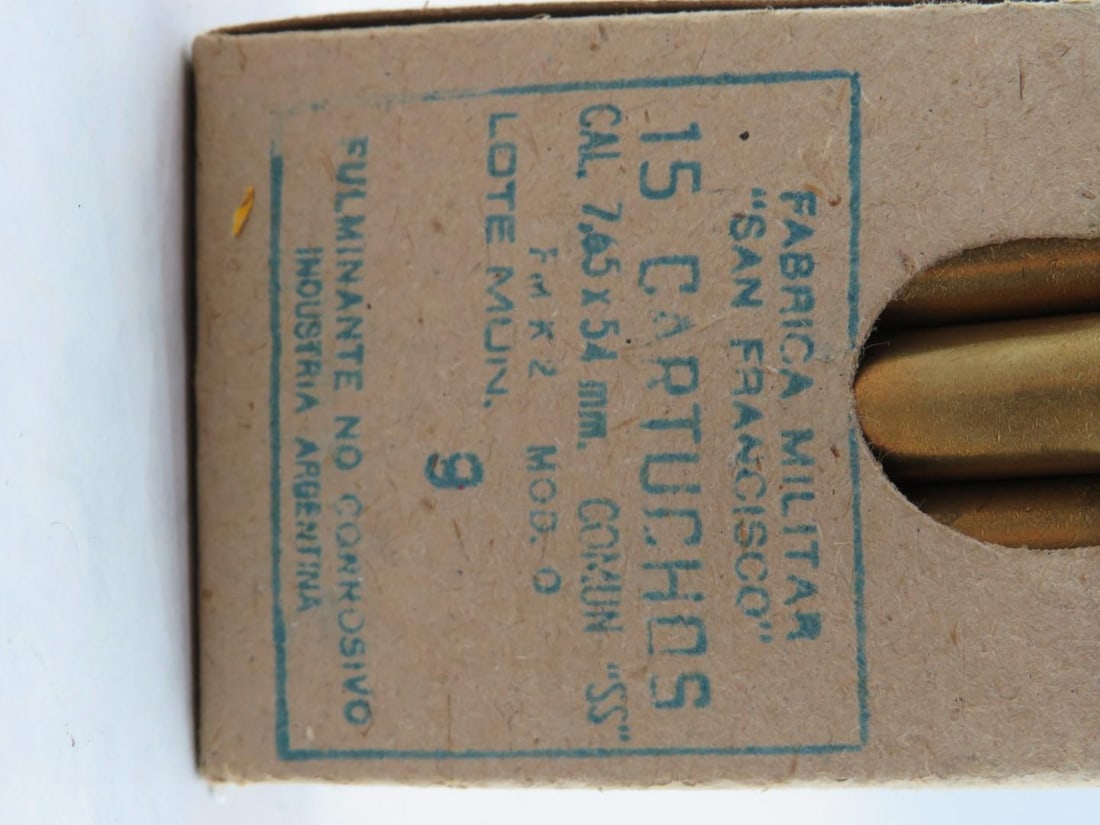 FABRICA MILITAR
"SAN FRANCISCO"
15 CARTUCHOS
CAL. 7,65 x 54 mm. COMUN "SS"
FM K 2 MOD. 0
LOTE MUN. 9
FULMINANTE NO CORROSIVO
INDUSTRIA ARGENTINA